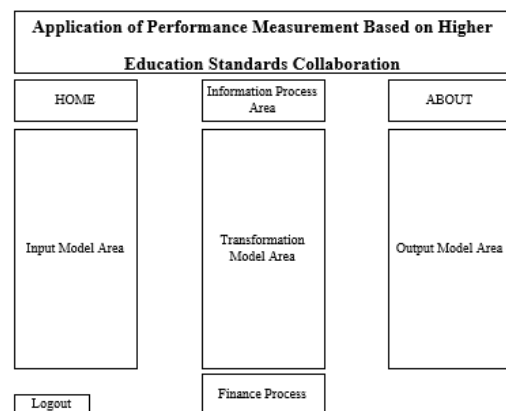 Application of Performance Measurement Based on Higher
Education Standards Collaboration
HOME
Information Process
Area
ABOUT
Input Model Area
Transformation
Model Area
Output Model Area
Finance Process
Logout